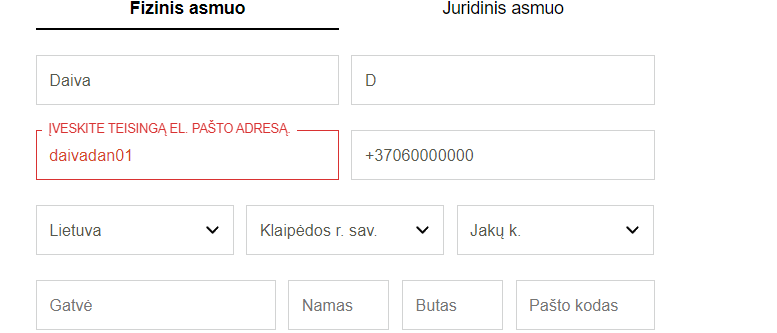 Fizinis asmuo Juridinis asmuo
Daiva D
ĮVESKITE TEISINGĄ EL. PAŠTO ADRESĄ.
daivadan01 +37060000000
Lietuva Klaipėdos r. sav. Jakų k.
Gatvė Namas Butas Pašto kodas